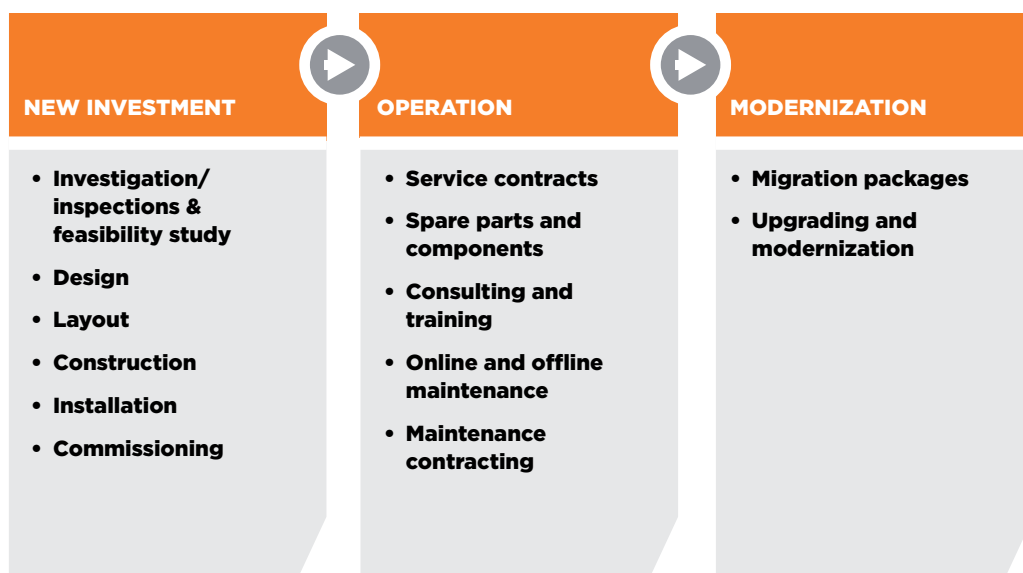 NEW INVESTMENT
• Investigation/
inspections &
feasibility study
• Design
• Layout
• Construction
• Installation
• Commissioning
OPERATION
• Service contracts
• Spare parts and
components
• Consulting and
training
• Online and offline
maintenance
• Maintenance
contracting
MODERNIZATION
• Migration packages
• Upgrading and
modernization